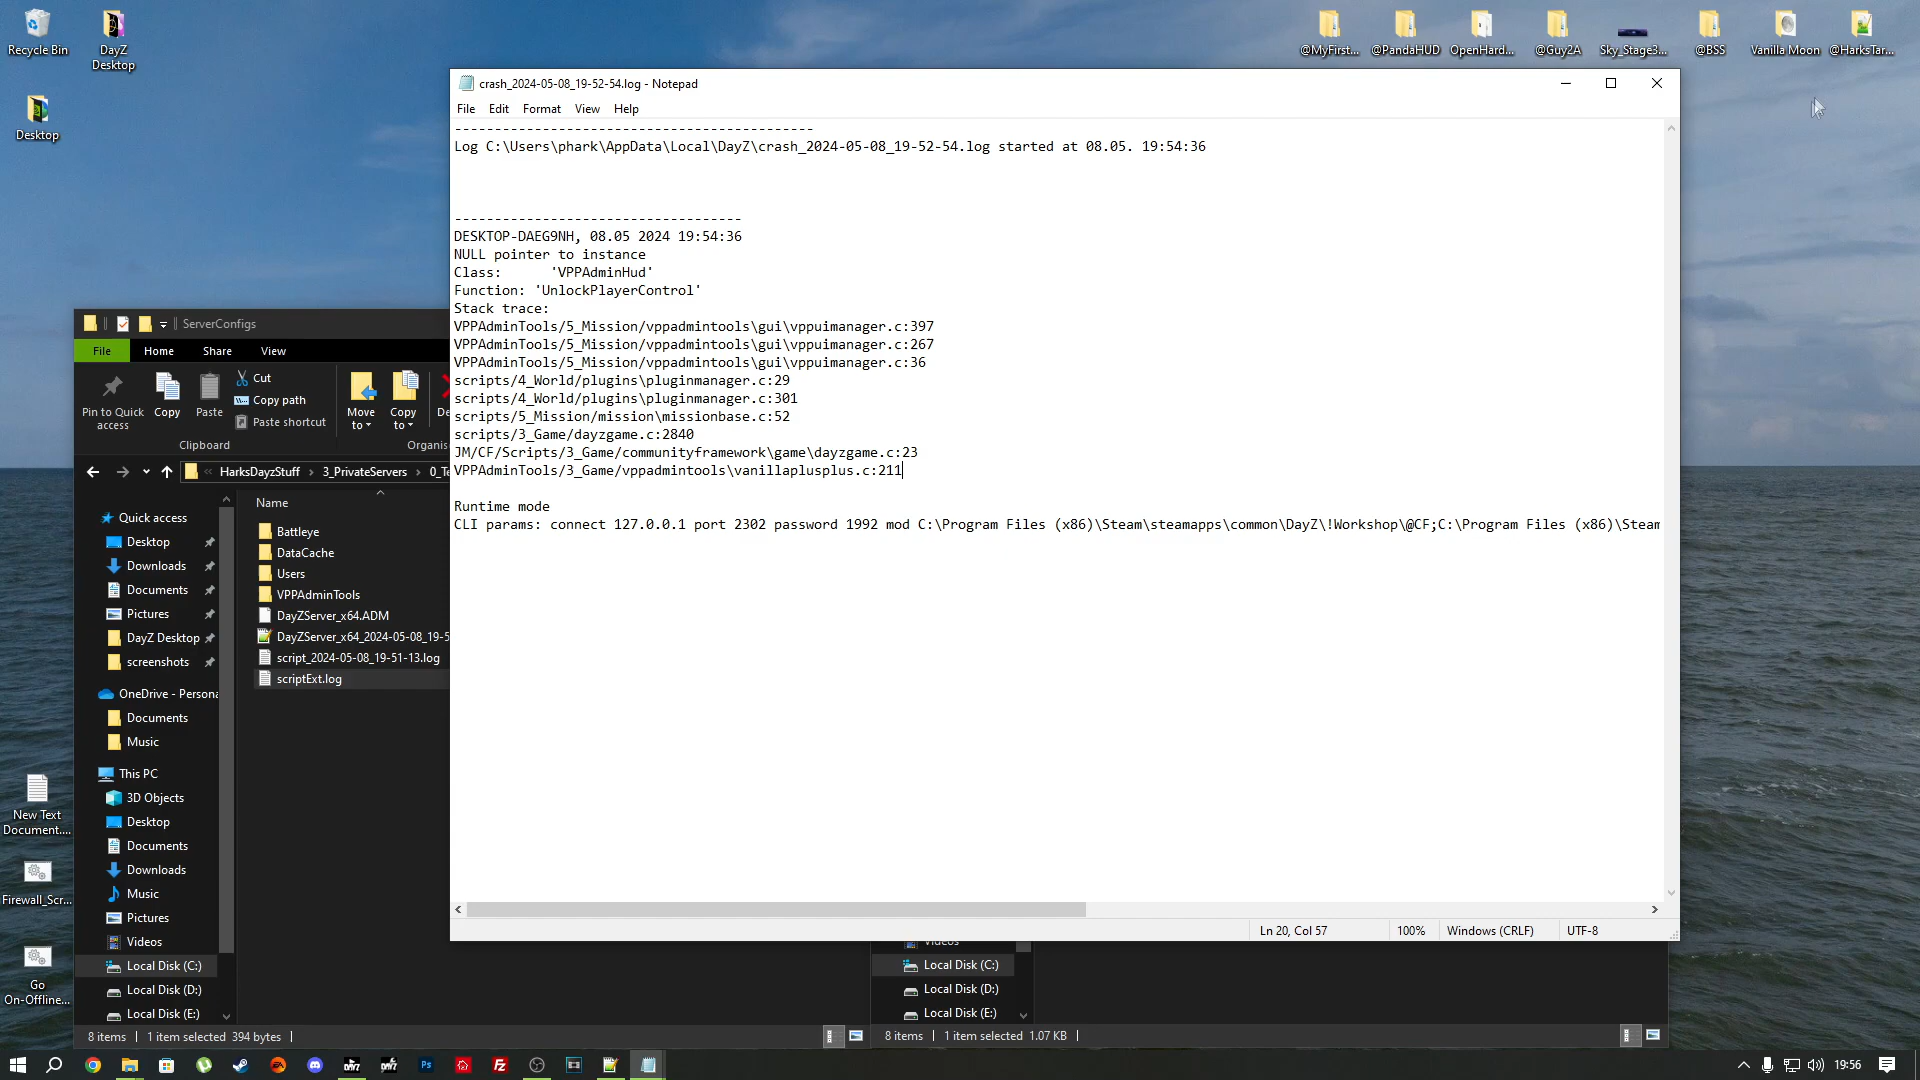 Recycle Bin
DayZ
Desktop
Desktop
@MyFirst...
@PandaHUD
OpenHard...
@Guy2A
Sky_Stage3...
@BSS
Vanilla Moon
@HarksTar...
crash_2024-05-08_19-52-54.log - Notepad
File Edit Format View Help
---------------------------------------------
Log C:\Users\phark\AppData\Local\DayZ\crash_2024-05-08_19-52-54.log started at 08.05. 19:54:36
------------------------------------
DESKTOP-DAEG9NH, 08.05 2024 19:54:36
NULL pointer to instance
Class:      'VPPAdminHud'
Function: 'UnlockPlayerControl'
Stack trace:
VPPAdminTools/5_Mission/vppadmintools\gui\vppuimanager.c:397
VPPAdminTools/5_Mission/vppadmintools\gui\vppuimanager.c:267
VPPAdminTools/5_Mission/vppadmintools\gui\vppuimanager.c:36
scripts/4_World/plugins\pluginmanager.c:29
scripts/4_World/plugins\pluginmanager.c:301
scripts/5_Mission/mission\missionbase.c:52
scripts/3_Game/dayzgame.c:2840
JM/CF/Scripts/3_Game/communityframework\game\dayzgame.c:23
VPPAdminTools/3_Game/vppadmintools\vanillaplusplus.c:211
Runtime mode
CLI params: connect 127.0.0.1 port 2302 password 1992 mod C:\Program Files (x86)\Steam\steamapps\common\DayZ\!Workshop\@CF;C:\Program Files (x86)\Steam
Ln 20, Col 57
100%
Windows (CRLF)
UTF-8
ServerConfigs
File Home Share View
Pin to Quick
access
Copy
Paste
Cut
Copy path
Paste shortcut
Move
to
Copy
to
De
Clipboard
Organis
HarksDayzStuff
3_PrivateServers
0_Te
Name
Quick access
Desktop
Downloads
Documents
Pictures
DayZ Desktop
screenshots
OneDrive - Persona
Documents
Music
This PC
3D Objects
Desktop
Documents
Downloads
Music
Pictures
Videos
Local Disk (C:)
Local Disk (D:)
Local Disk (E:)
Battleye
DataCache
Users
VPPAdminTools
DayZServer_x64.ADM
DayZServer_x64_2024-05-08_19-5
script_2024-05-08_19-51-13.log
scriptExt.log
8 items
1 item selected 394 bytes
Videos
Local Disk (C:)
Local Disk (D:)
Local Disk (E:)
8 items
1 item selected 1.07 KB
New Text
Document....
Firewall_Scr...
Go
On-Offline...
Ps
Fz
19:56